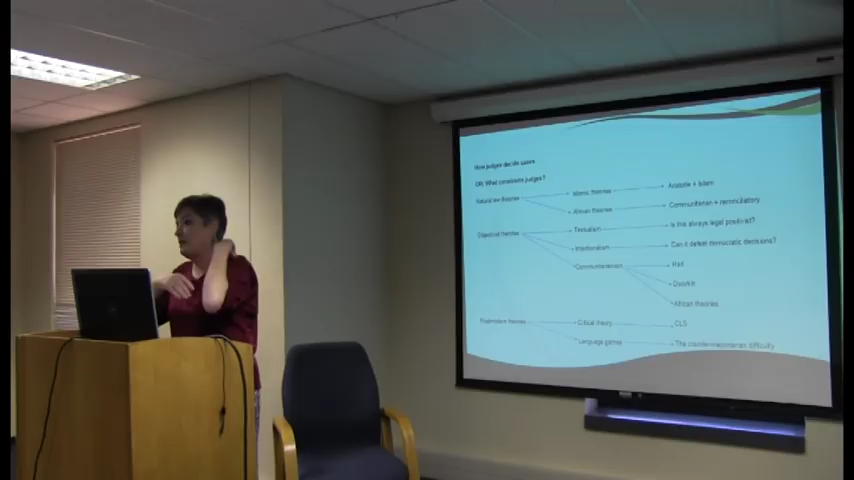 How judges decide cases
OR: What constrains judges?
Natural law theories
Islamic theories
Aristotle + Islam
African theories
Communitarian + reconciliatory
Objectivist theories
Textualism
Is this always legal positivist?
Intentionalism
Can it defeat democratic decisions?
Communitarianism
Hart
Dworkin
African theories
Postmodern theories
Critical theory
CLS
Language games
The countermajoritarian difficulty